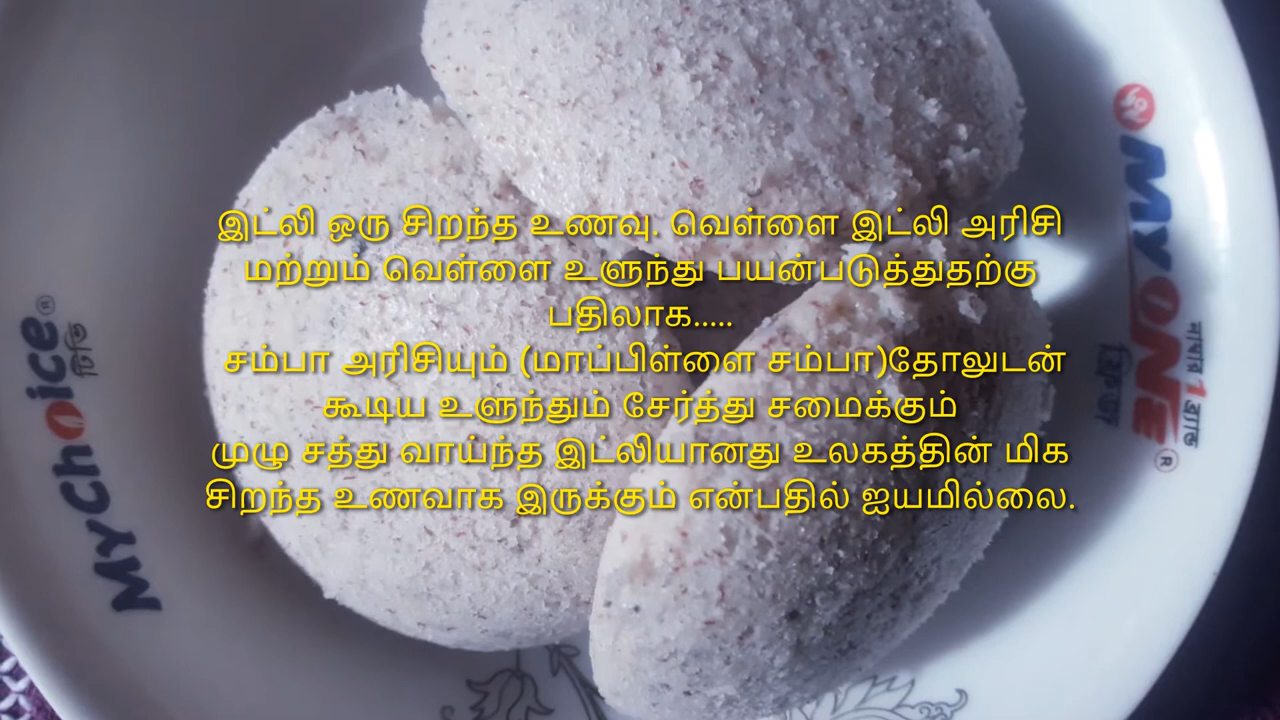 இட்லி ஒரு சிறந்த உணவு. வெள்ளை இட்லி அரிசி
மற்றும் வெள்ளை உளுந்து பயன்படுத்துதற்கு
பதிலாக.....
சம்பா அரிசியும் (மாப்பிள்ளை சம்பா)தோலுடன்
கூடிய உளுந்தும் சேர்த்து சமைக்கும்
முழு சத்து வாய்ந்த இட்லியானது உலகத்தின் மிக
சிறந்த உணவாக இருக்கும் என்பதில் ஐயமில்லை.
MyChoice®
MY ONE®